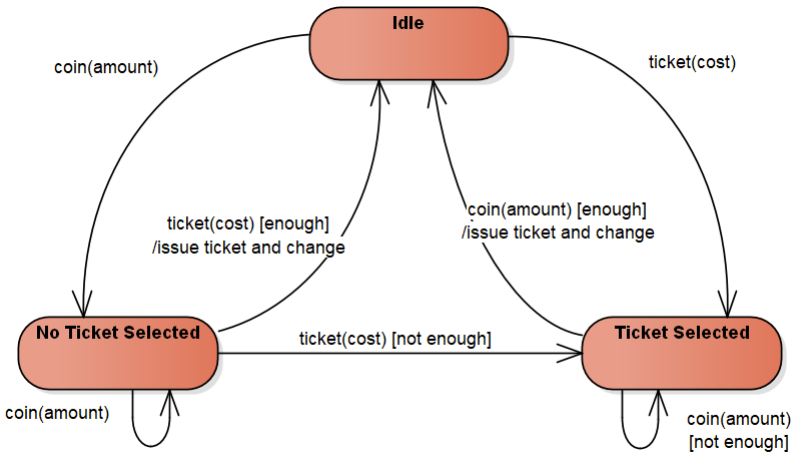 Idle
coin(amount)
ticket(cost)
ticket(cost) [enough]
/issue ticket and change
coin(amount) [enough]
/issue ticket and change
No Ticket Selected
ticket(cost) [not enough]
Ticket Selected
coin(amount)
coin(amount)
[not enough]